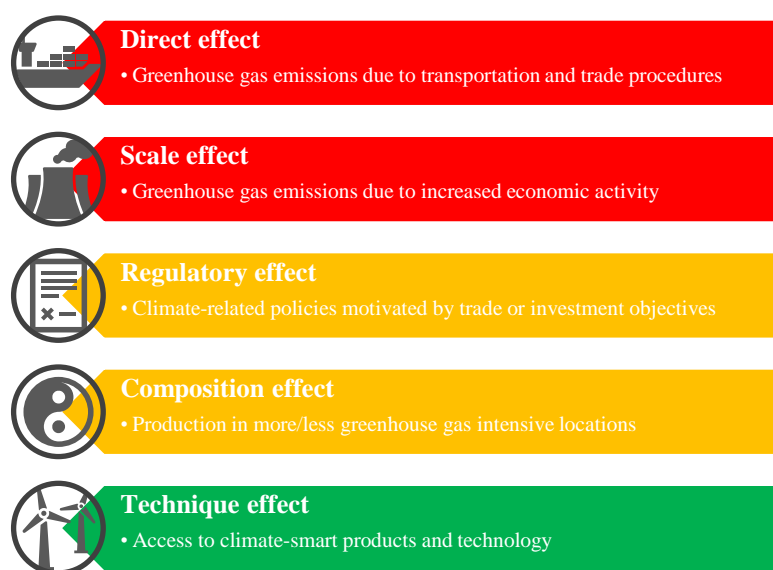 Direct effect
• Greenhouse gas emissions due to transportation and trade procedures
Scale effect
• Greenhouse gas emissions due to increased economic activity
Regulatory effect
• Climate-related policies motivated by trade or investment objectives
Composition effect
• Production in more/less greenhouse gas intensive locations
Technique effect
• Access to climate-smart products and technology